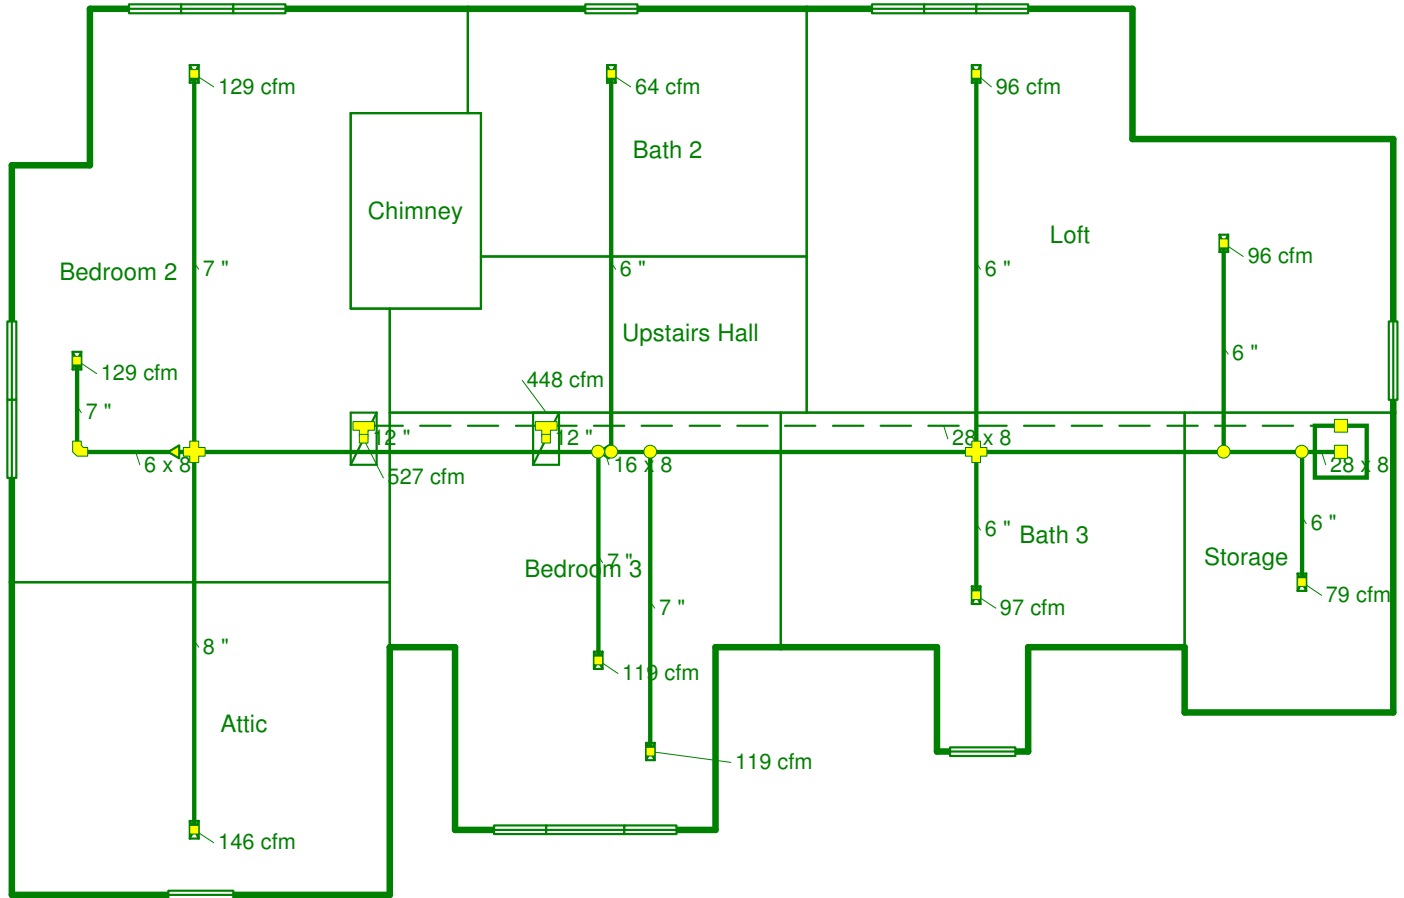 129 cfm
64 cfm
96 cfm
Bath 2
Chimney
Loft
96 cfm
Bedroom 2
7 "
6 "
6 "
Upstairs Hall
6 "
129 cfm
448 cfm
7 "
12 "
12 "
28 x 8
6 x 8
16 x 8
28 x 8
527 cfm
6 "
6 "
Bath 3
Storage
7 "
Bedroom 3
79 cfm
7 "
97 cfm
8 "
119 cfm
Attic
119 cfm
146 cfm